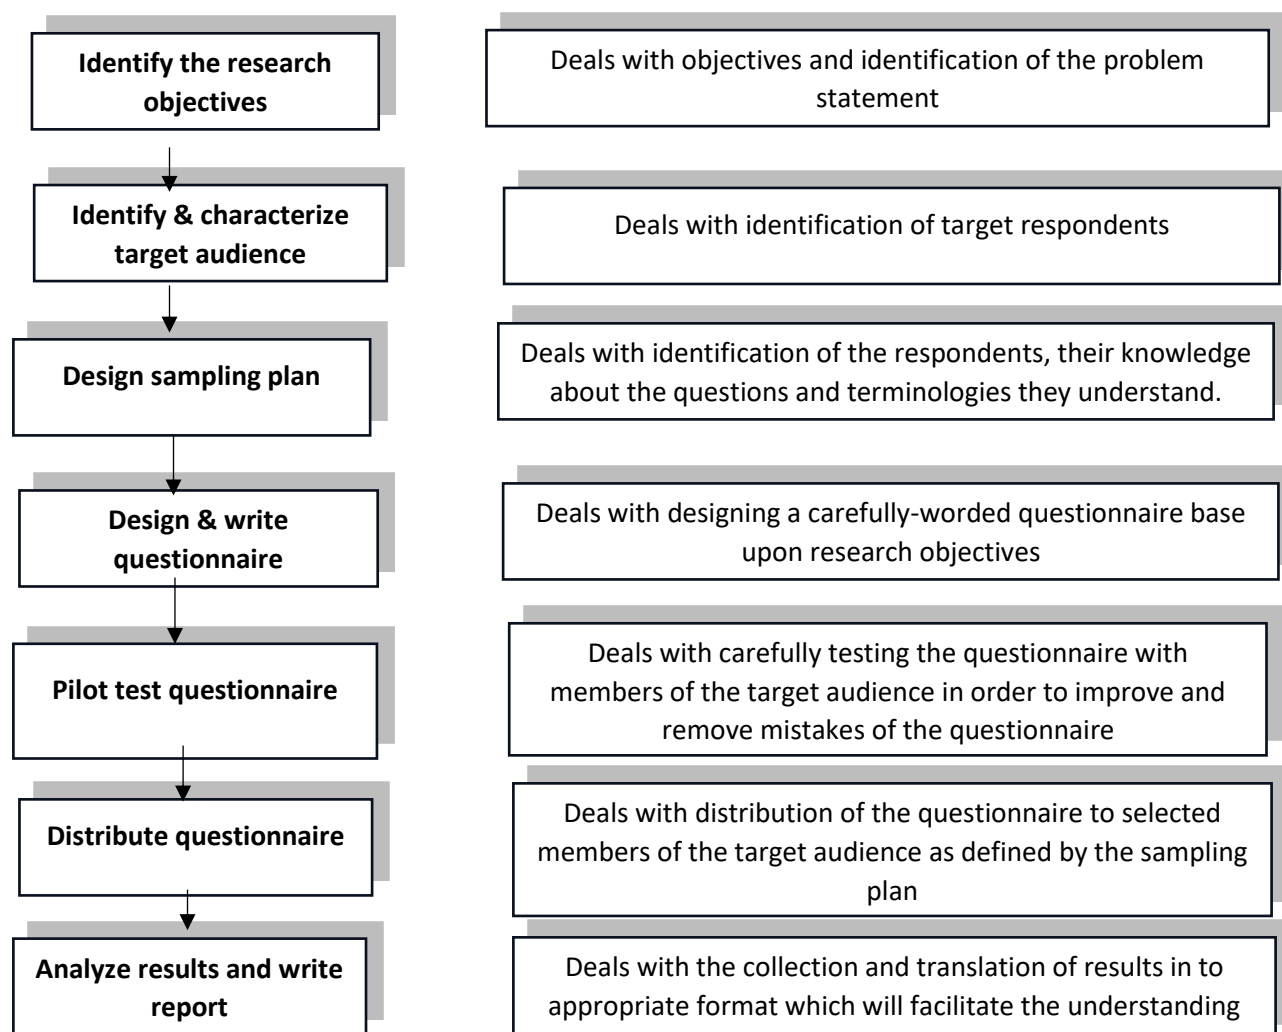 Identify the research
objectives
Deals with objectives and identification of the problem
statement
Identify & characterize
target audience
Deals with identification of target respondents
Design sampling plan
Deals with identification of the respondents, their knowledge
about the questions and terminologies they understand.
Design & write
questionnaire
Deals with designing a carefully-worded questionnaire base
upon research objectives
Pilot test questionnaire
Deals with carefully testing the questionnaire with
members of the target audience in order to improve and
remove mistakes of the questionnaire
Distribute questionnaire
Deals with distribution of the questionnaire to selected
members of the target audience as defined by the sampling
plan
Analyze results and write
report
Deals with the collection and translation of results in to
appropriate format which will facilitate the understanding